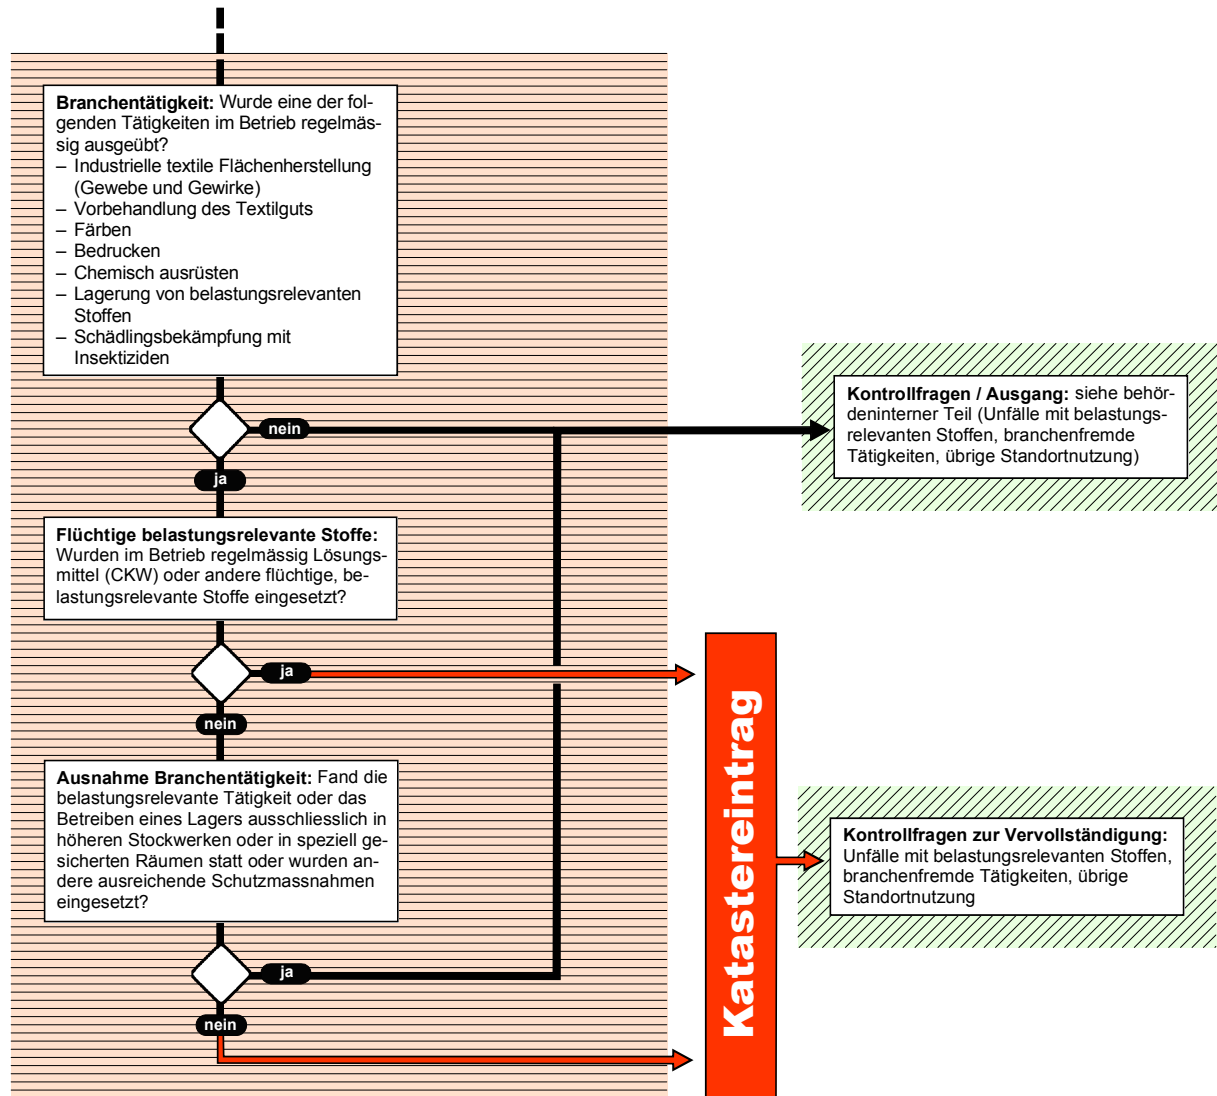 Branchentätigkeit: Wurde eine der fol-
genden Tätigkeiten im Betrieb regelmäs-
sig ausgeübt?
– Industrielle textile Flächenherstellung
(Gewebe und Gewirke)
– Vorbehandlung des Textilguts
– Färben
– Bedrucken
– Chemisch ausrüsten
– Lagerung von belastungsrelevanten
Stoffen
– Schädlingsbekämpfung mit
Insektiziden
nein
ja
Kontrollfragen / Ausgang: siehe behör-
deninterner Teil (Unfälle mit belastungs-
relevanten Stoffen, branchenfremde
Tätigkeiten, übrige Standortnutzung)
Flüchtige belastungsrelevante Stoffe:
Wurden im Betrieb regelmässig Lösungs-
mittel (CKW) oder andere flüchtige, be-
lastungsrelevante Stoffe eingesetzt?
ja
nein
Ausnahme Branchentätigkeit: Fand die
belastungsrelevante Tätigkeit oder das
Betreiben eines Lagers ausschliesslich in
höheren Stockwerken oder in speziell ge-
sicherten Räumen statt oder wurden an-
dere ausreichende Schutzmassnahmen
eingesetzt?
ja
nein
Katastereintrag
Kontrollfragen zur Vervollständigung:
Unfälle mit belastungsrelevanten Stoffen,
branchenfremde Tätigkeiten, übrige
Standortnutzung